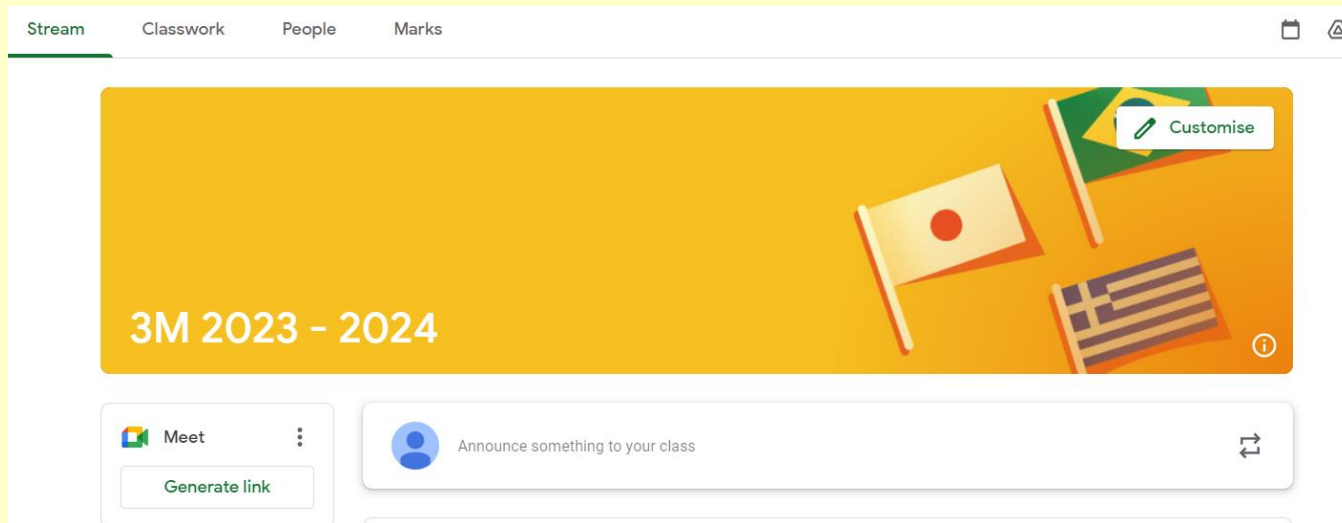 Stream Classwork People Marks
Customise
3M 2023 - 2024
Meet
Announce something to your class
Generate link